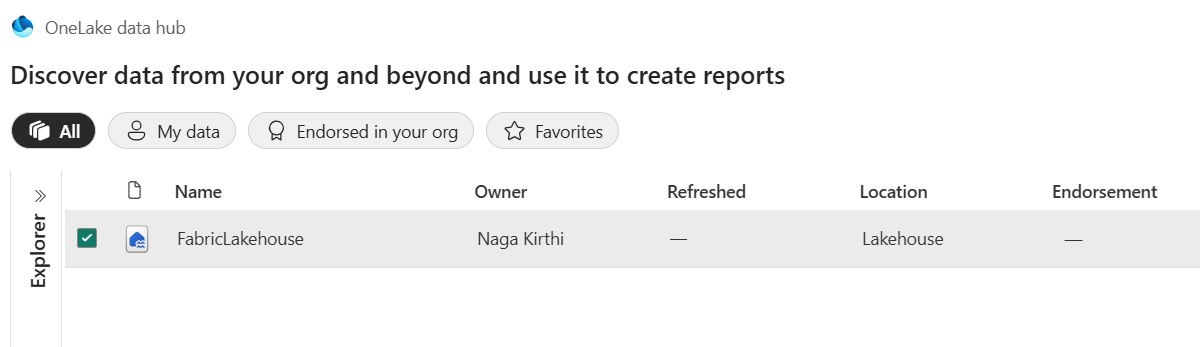 OneLake data hub
Discover data from your org and beyond and use it to create reports
All My data Endorsed in your org Favorites
Explorer
Name Owner Refreshed Location Endorsement
FabricLakehouse Naga Kirthi — Lakehouse —